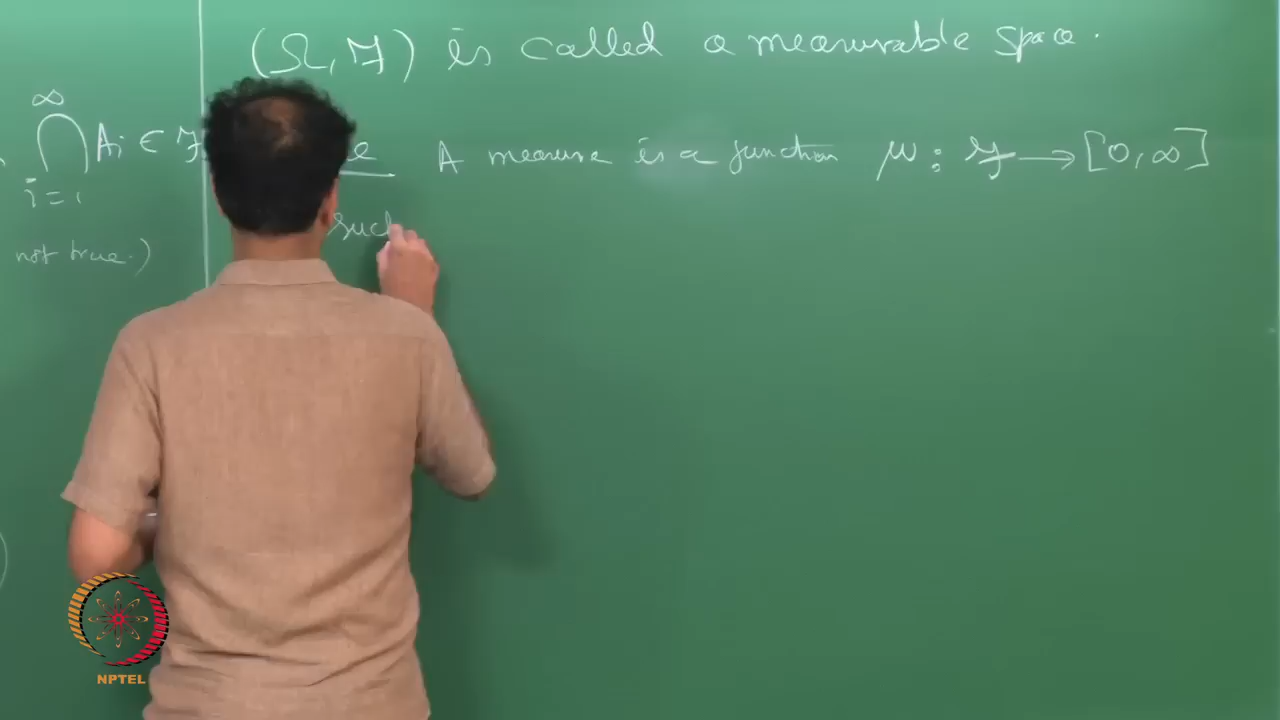 (Ω, ℱ) is called a measurable space.
∞
⋂ Ai ∈ ℱ
i=1
not true.)
A measure is a function μ : ℱ → [0, ∞]
such
NPTEL